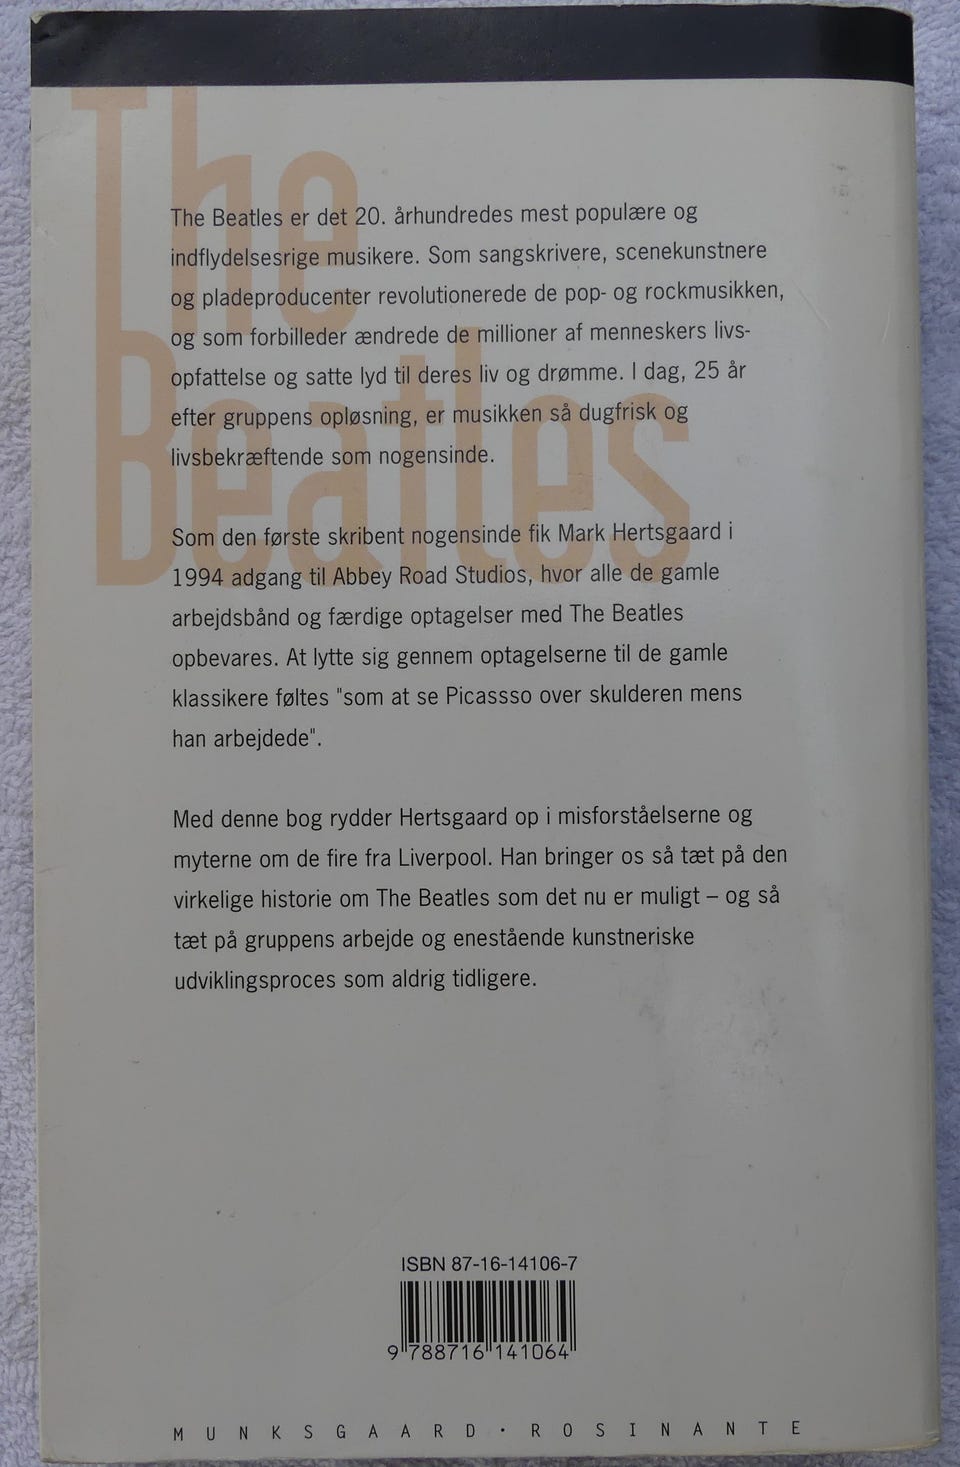 The
Beatles
The Beatles er det 20. århundredes mest populære og
indflydelsesrige musikere. Som sangskrivere, scenekunstnere
og pladeproducenter revolutionerede de pop- og rockmusikken,
og som forbilleder ændrede de millioner af menneskers livs-
opfattelse og satte lyd til deres liv og drømme. I dag, 25 år
efter gruppens opløsning, er musikken så dugfrisk og
livsbekræftende som nogensinde.
Som den første skribent nogensinde fik Mark Hertsgaard i
1994 adgang til Abbey Road Studios, hvor alle de gamle
arbejdsbånd og færdige optagelser med The Beatles
opbevares. At lytte sig gennem optagelserne til de gamle
klassikere føltes "som at se Picassso over skulderen mens
han arbejdede".
Med denne bog rydder Hertsgaard op i misforståelserne og
myterne om de fire fra Liverpool. Han bringer os så tæt på den
virkelige historie om The Beatles som det nu er muligt – og så
tæt på gruppens arbejde og enestående kunstneriske
udviklingsproces som aldrig tidligere.
ISBN 87-16-14106-7
9 788716 141064
MUNKSGAARD · ROSINANTE